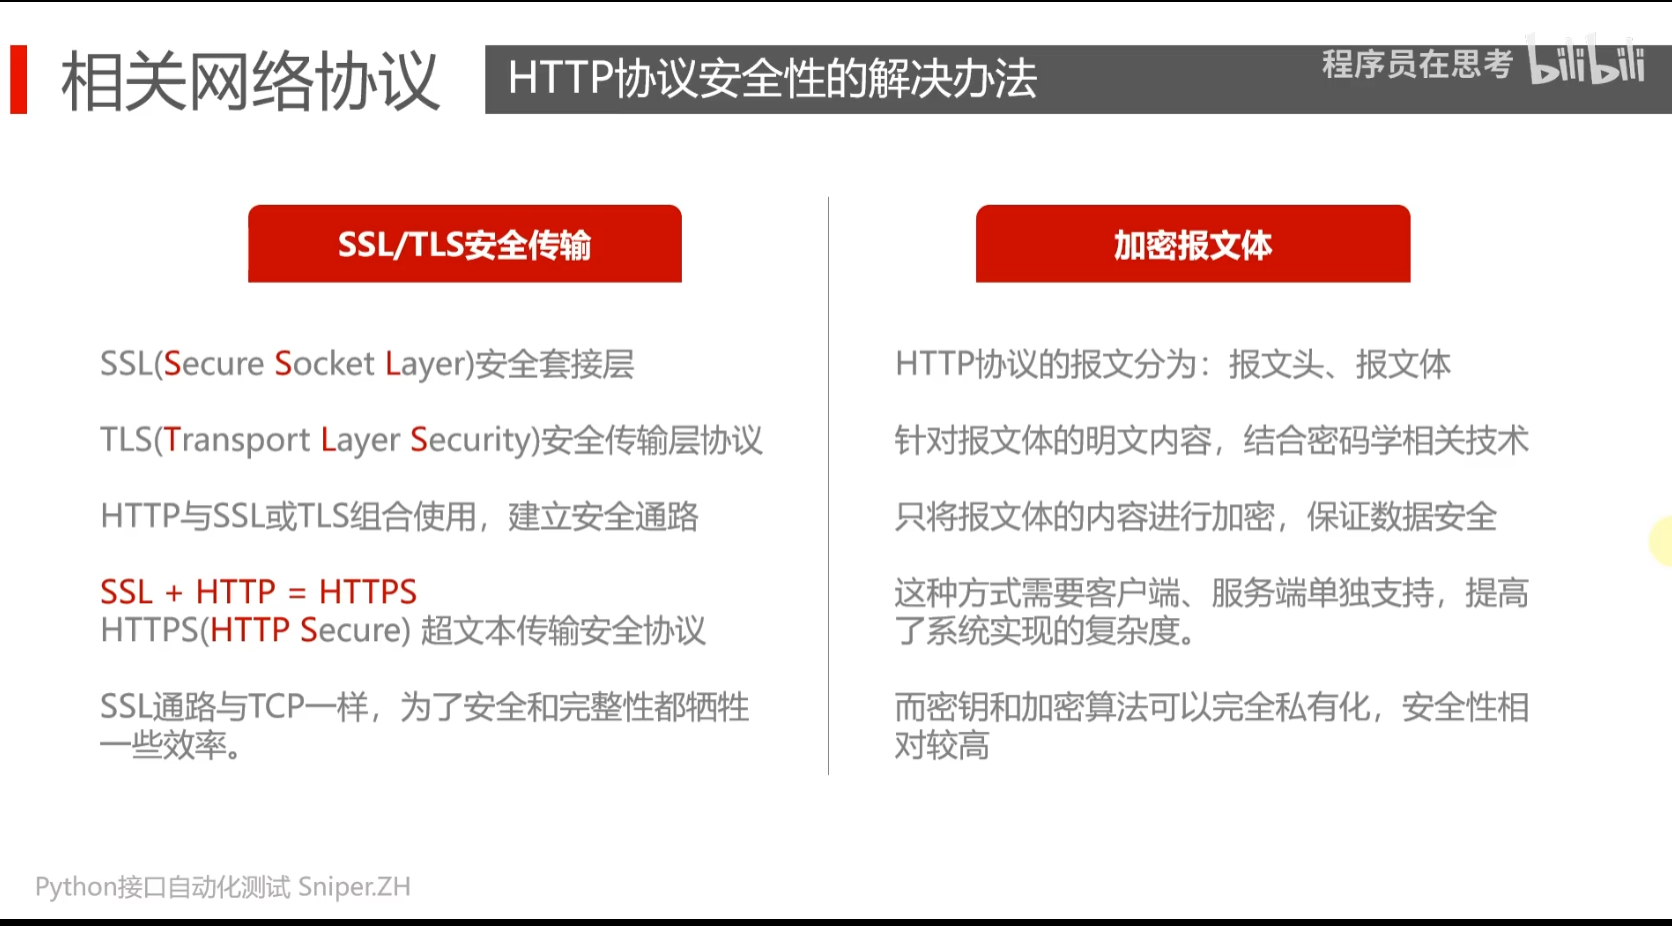 相关网络协议
HTTP协议安全性的解决办法
程序员在思考 bilibili
SSL/TLS安全传输
SSL(Secure Socket Layer)安全套接层
TLS(Transport Layer Security)安全传输层协议
HTTP与SSL或TLS组合使用，建立安全通路
SSL + HTTP = HTTPS
HTTPS(HTTP Secure) 超文本传输安全协议
SSL通路与TCP一样，为了安全和完整性都牺牲
一些效率。
加密报文体
HTTP协议的报文分为：报文头、报文体
针对报文体的明文内容，结合密码学相关技术
只将报文体的内容进行加密，保证数据安全
这种方式需要客户端、服务端单独支持，提高
了系统实现的复杂度。
而密钥和加密算法可以完全私有化，安全性相
对较高
Python接口自动化测试 Sniper.ZH